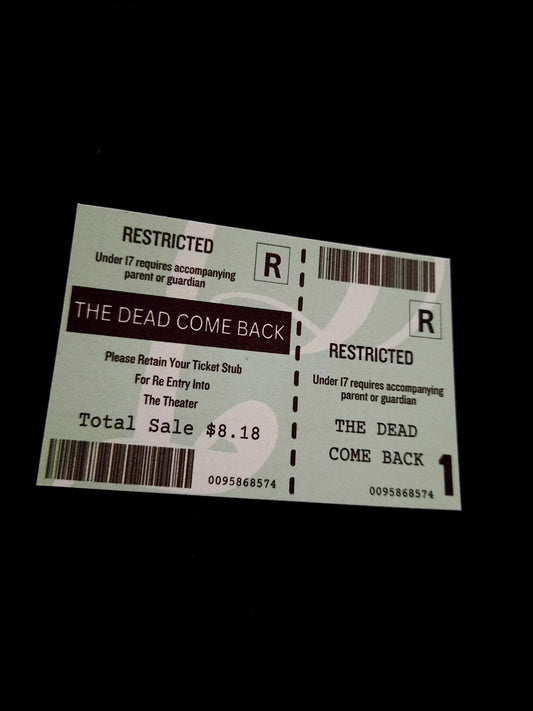 RESTRICTED
Under 17 requires accompanying
parent or guardian
R
THE DEAD COME BACK
Please Retain Your Ticket Stub
For Re Entry Into
The Theater
Total Sale $8.18
0095868574
R
RESTRICTED
Under 17 requires accompanying
parent or guardian
THE DEAD
COME BACK
1
0095868574